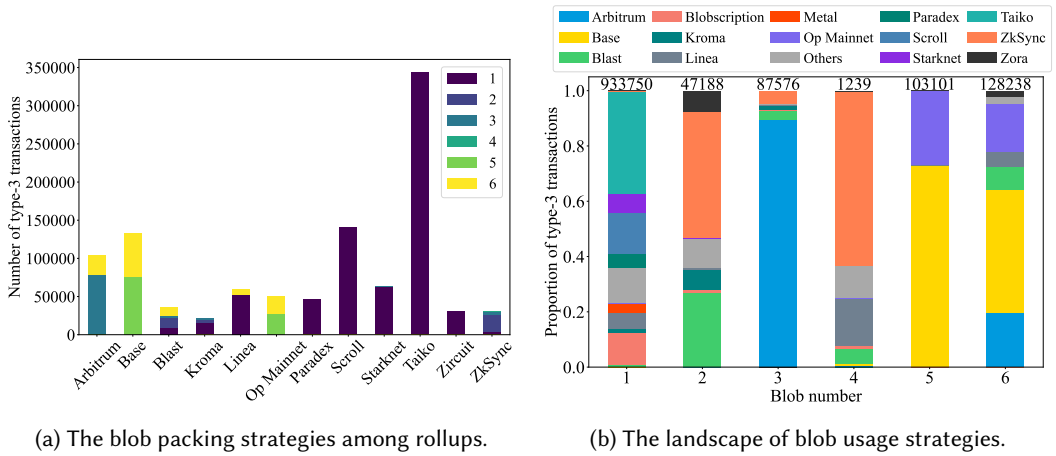 Number of type-3 transactions
350000
300000
250000
200000
150000
100000
50000
0
1
2
3
4
5
6
Arbitrum
Base
Blast
Kroma
Linea
Op Mainnet
Paradex
Scroll
Starknet
Taiko
Zircuit
ZkSync
(a) The blob packing strategies among rollups.
Arbitrum Blobscription Metal Paradex Taiko
Base Kroma Op Mainnet Scroll ZkSync
Blast Linea Others Starknet Zora
933750 47188 87576 1239 103101 128238
Proportion of type-3 transactions
1.0
0.8
0.6
0.4
0.2
0.0
1 2 3 4 5 6
Blob number
(b) The landscape of blob usage strategies.